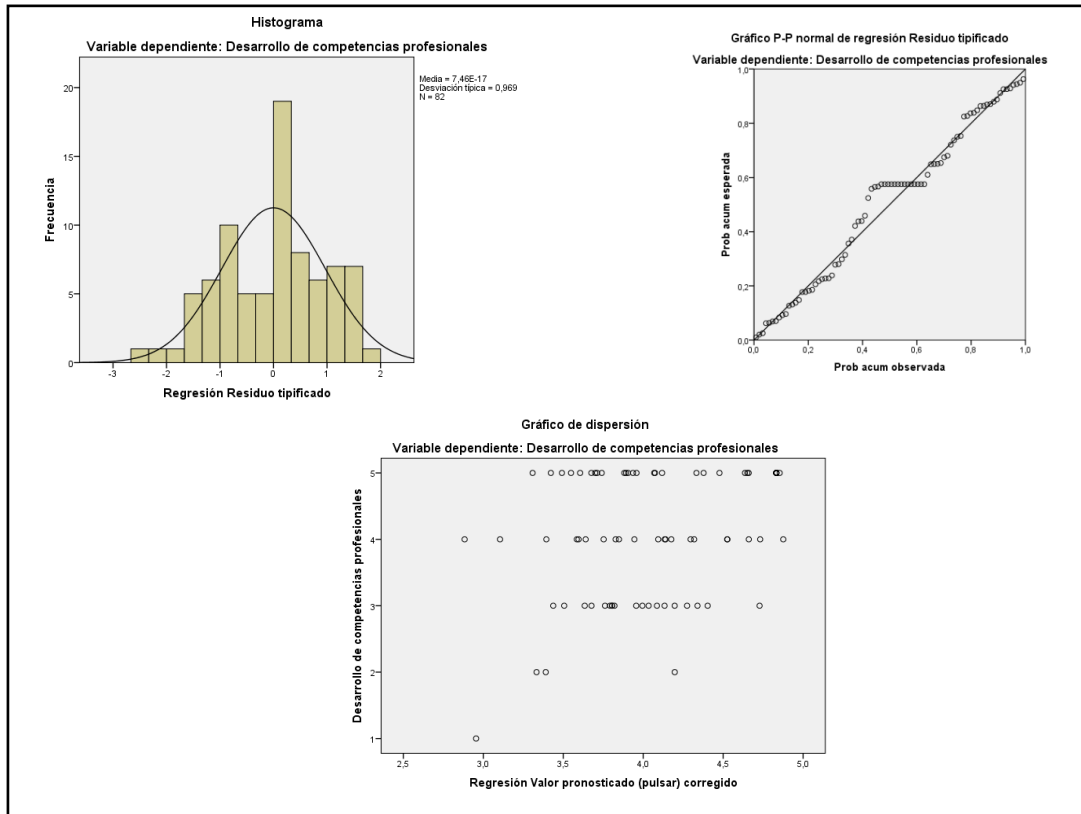 Histograma
Variable dependiente: Desarrollo de competencias profesionales
Media = 7,46E-17
Desviación típica = 0,969
N = 82
Frecuencia
20
15
10
5
0
-3 -2 -1 0 1 2
Regresión Residuo tipificado
Gráfico P-P normal de regresión Residuo tipificado
Variable dependiente: Desarrollo de competencias profesionales
Prob acum esperada
1,0
0,8
0,6
0,4
0,2
0,0
0,0 0,2 0,4 0,6 0,8 1,0
Prob acum observada
Gráfico de dispersión
Variable dependiente: Desarrollo de competencias profesionales
Desarrollo de competencias profesionales
5
4
3
2
1
2,5 3,0 3,5 4,0 4,5 5,0
Regresión Valor pronosticado (pulsar) corregido